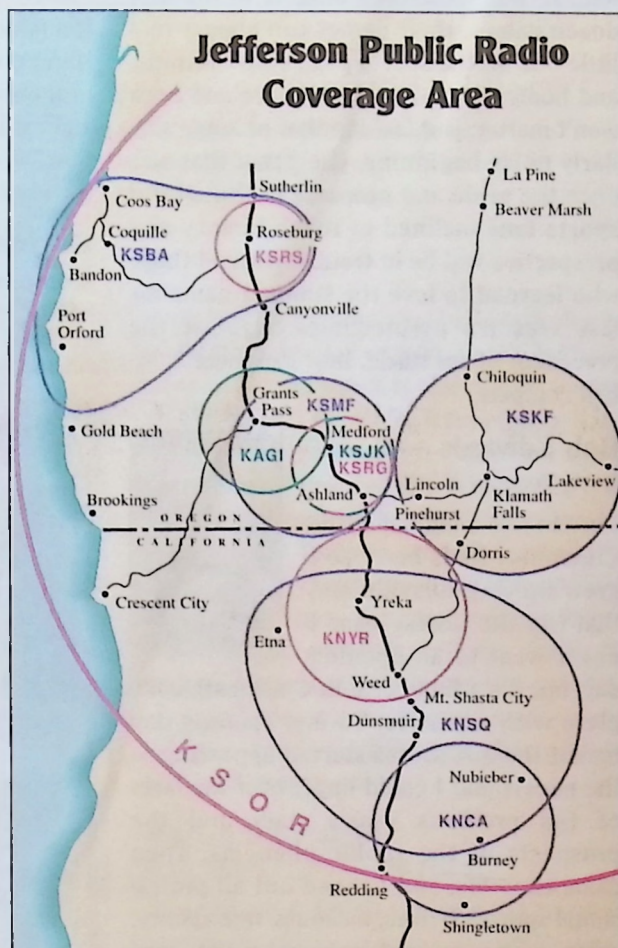 Jefferson Public Radio
Coverage Area
La Pine
Sutherlin
Coos Bay
Beaver Marsh
Coquille
Roseburg
KSBA
KSRS
Bandon
Canyonville
Port
Orford
Chiloquin
Grants
Pass
KSMF
KSKF
Gold Beach
Medford
KAGI
KSJK
KSRG
Lakeview
Ashland
Lincoln
Pinehurst
Klamath
Falls
Brookings
OREGON
CALIFORNIA
Dorris
Crescent City
Yreka
Etna
KNYR
Weed
Mt. Shasta City
Dunsmuir
KNSQ
KSOR
Nubieber
KNCA
Burney
Redding
Shingletown